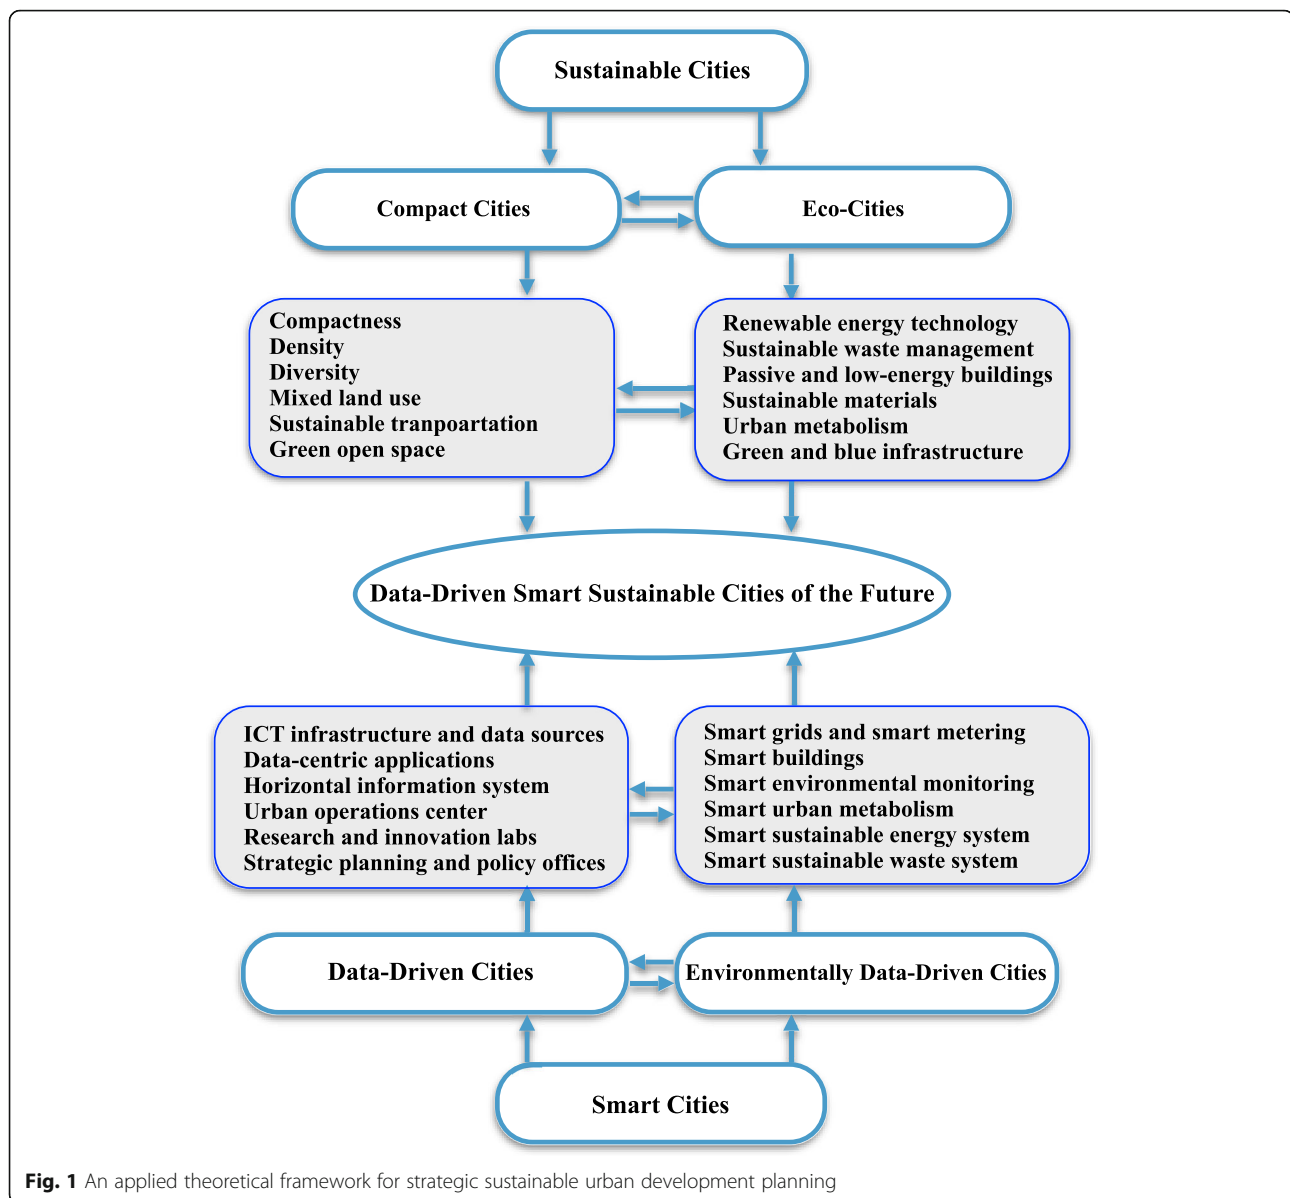 Sustainable Cities
Compact Cities
Eco-Cities
Compactness
Density
Diversity
Mixed land use
Sustainable tranpoartation
Green open space
Renewable energy technology
Sustainable waste management
Passive and low-energy buildings
Sustainable materials
Urban metabolism
Green and blue infrastructure
Data-Driven Smart Sustainable Cities of the Future
ICT infrastructure and data sources
Data-centric applications
Horizontal information system
Urban operations center
Research and innovation labs
Strategic planning and policy offices
Smart grids and smart metering
Smart buildings
Smart environmental monitoring
Smart urban metabolism
Smart sustainable energy system
Smart sustainable waste system
Data-Driven Cities
Environmentally Data-Driven Cities
Smart Cities
Fig. 1 An applied theoretical framework for strategic sustainable urban development planning